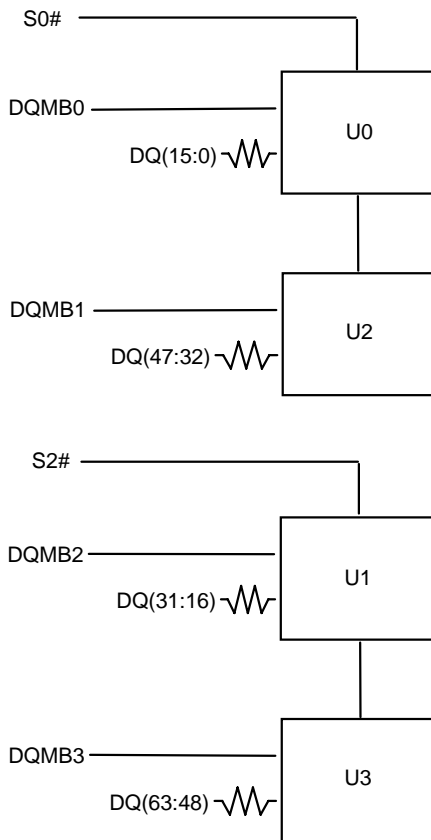 S0#
DQMB0
U0
DQ(15:0)
DQMB1
U2
DQ(47:32)
S2#
DQMB2
U1
DQ(31:16)
DQMB3
U3
DQ(63:48)